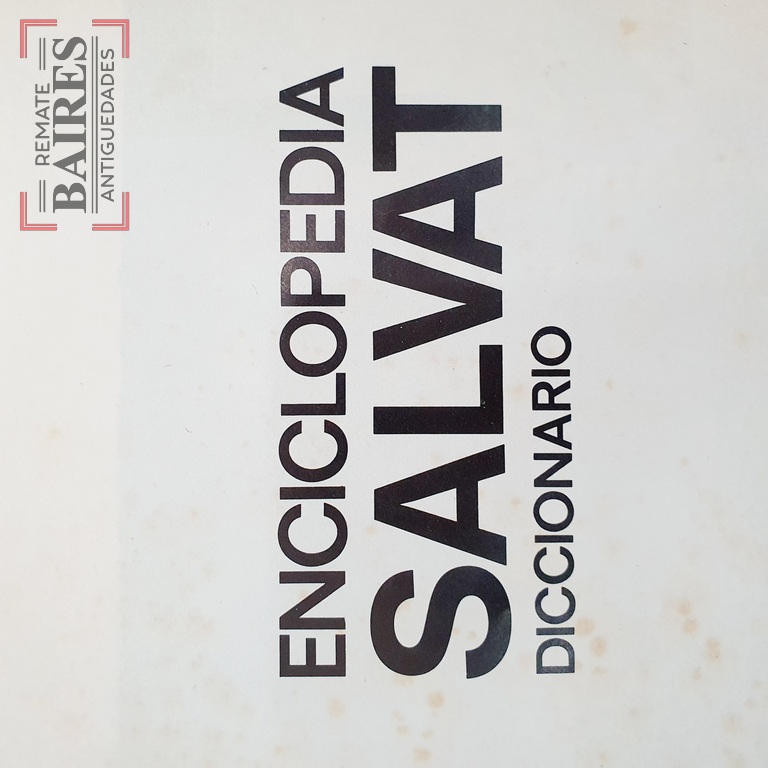 REMATE
BAIRES
ANTIGUEDADES
ENCICLOPEDIA
SALVAT
DICCIONARIO